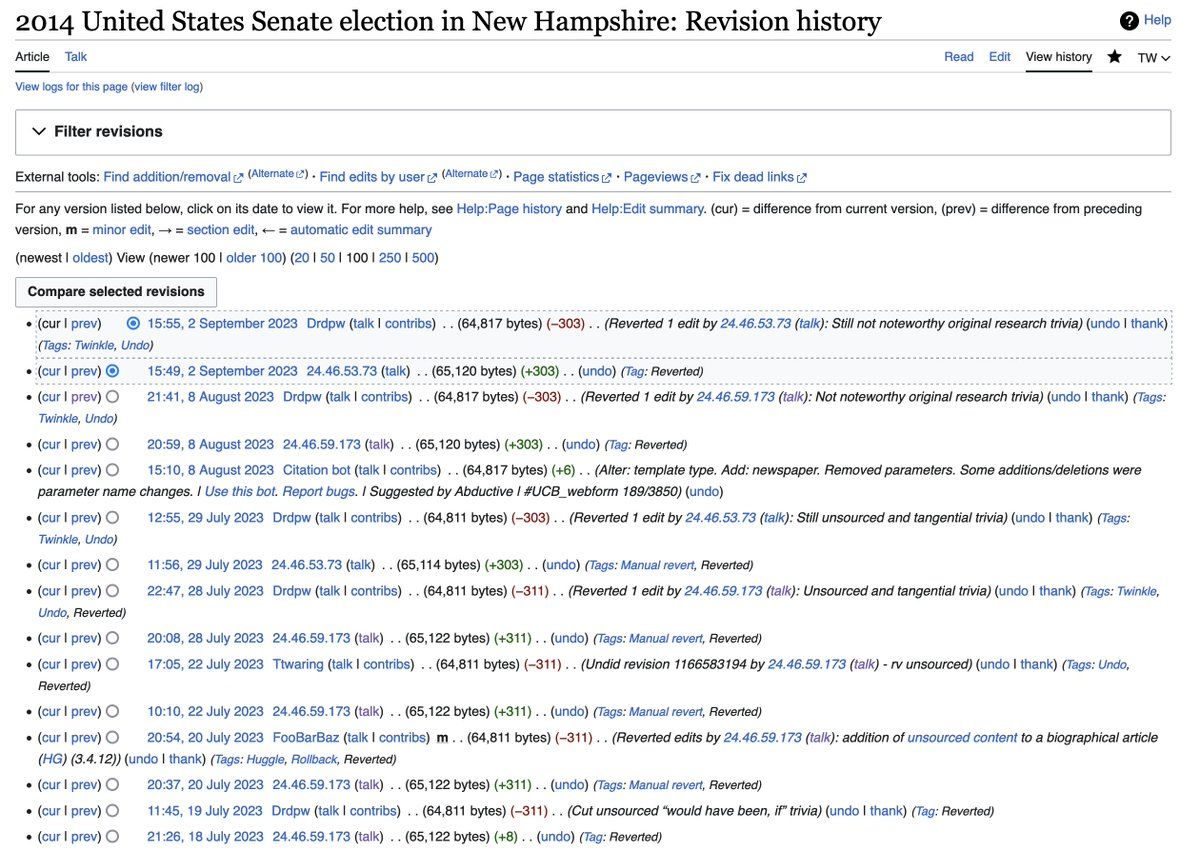 2014 United States Senate election in New Hampshire: Revision history
Help
Article Talk Read Edit View history TW
View logs for this page (view filter log)
Filter revisions
External tools: Find addition/removal (Alternate) · Find edits by user (Alternate) · Page statistics · Pageviews · Fix dead links
For any version listed below, click on its date to view it. For more help, see Help:Page history and Help:Edit summary. (cur) = difference from current version, (prev) = difference from preceding
version, m = minor edit, → = section edit, ← = automatic edit summary
(newest | oldest) View (newer 100 | older 100) (20 | 50 | 100 | 250 | 500)
Compare selected revisions
(cur | prev) 15:55, 2 September 2023 Drdpw (talk | contribs) . . (64,817 bytes) (−303) . . (Reverted 1 edit by 24.46.53.73 (talk): Still not noteworthy original research trivia) (undo | thank)
(Tags: Twinkle, Undo)
(cur | prev) 15:49, 2 September 2023 24.46.53.73 (talk) . . (65,120 bytes) (+303) . . (undo) (Tag: Reverted)
(cur | prev) 21:41, 8 August 2023 Drdpw (talk | contribs) . . (64,817 bytes) (−303) . . (Reverted 1 edit by 24.46.59.173 (talk): Not noteworthy original research trivia) (undo | thank) (Tags:
Twinkle, Undo)
(cur | prev) 20:59, 8 August 2023 24.46.59.173 (talk) . . (65,120 bytes) (+303) . . (undo) (Tag: Reverted)
(cur | prev) 15:10, 8 August 2023 Citation bot (talk | contribs) . . (64,817 bytes) (+6) . . (Alter: template type. Add: newspaper. Removed parameters. Some additions/deletions were
parameter name changes. | Use this bot. Report bugs. | Suggested by Abductive | #UCB_webform 189/3850) (undo)
(cur | prev) 12:55, 29 July 2023 Drdpw (talk | contribs) . . (64,811 bytes) (−303) . . (Reverted 1 edit by 24.46.53.73 (talk): Still unsourced and tangential trivia) (undo | thank) (Tags:
Twinkle, Undo)
(cur | prev) 11:56, 29 July 2023 24.46.53.73 (talk) . . (65,114 bytes) (+303) . . (undo) (Tags: Manual revert, Reverted)
(cur | prev) 22:47, 28 July 2023 Drdpw (talk | contribs) . . (64,811 bytes) (−311) . . (Reverted 1 edit by 24.46.59.173 (talk): Unsourced and tangential trivia) (undo | thank) (Tags: Twinkle,
Undo, Reverted)
(cur | prev) 20:08, 28 July 2023 24.46.59.173 (talk) . . (65,122 bytes) (+311) . . (undo) (Tags: Manual revert, Reverted)
(cur | prev) 17:05, 22 July 2023 Ttwaring (talk | contribs) . . (64,811 bytes) (−311) . . (Undid revision 1166583194 by 24.46.59.173 (talk) - rv unsourced) (undo | thank) (Tags: Undo,
Reverted)
(cur | prev) 10:10, 22 July 2023 24.46.59.173 (talk) . . (65,122 bytes) (+311) . . (undo) (Tags: Manual revert, Reverted)
(cur | prev) 20:54, 20 July 2023 FooBarBaz (talk | contribs) m . . (64,811 bytes) (−311) . . (Reverted edits by 24.46.59.173 (talk): addition of unsourced content to a biographical article
(HG) (3.4.12)) (undo | thank) (Tags: Huggle, Rollback, Reverted)
(cur | prev) 20:37, 20 July 2023 24.46.59.173 (talk) . . (65,122 bytes) (+311) . . (undo) (Tags: Manual revert, Reverted)
(cur | prev) 11:45, 19 July 2023 Drdpw (talk | contribs) . . (64,811 bytes) (−311) . . (Cut unsourced “would have been, if” trivia) (undo | thank) (Tag: Reverted)
(cur | prev) 21:26, 18 July 2023 24.46.59.173 (talk) . . (65,122 bytes) (+8) . . (undo) (Tag: Reverted)